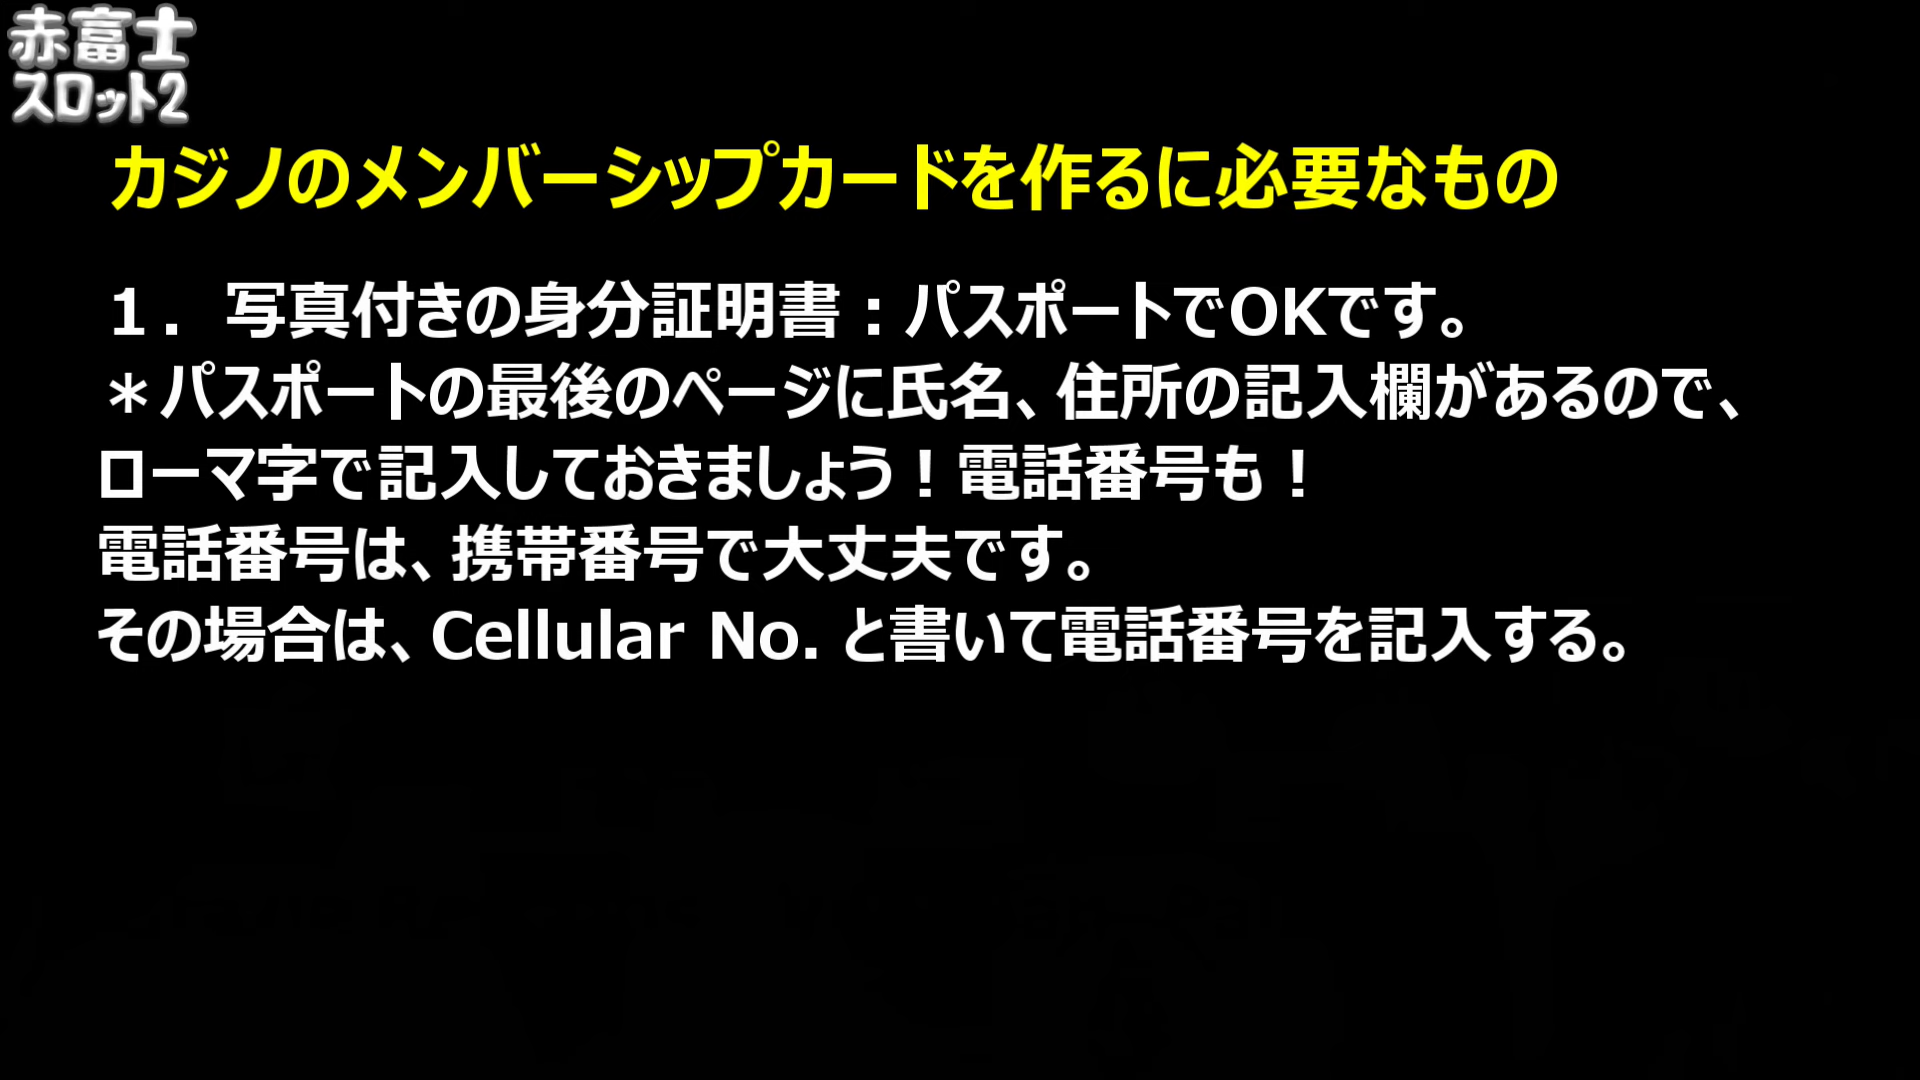 赤富士
スロット2
カジノのメンバーシップカードを作るに必要なもの
１．写真付きの身分証明書：パスポートでOKです。
＊パスポートの最後のページに氏名、住所の記入欄があるので、
ローマ字で記入しておきましょう！電話番号も！
電話番号は、携帯番号で大丈夫です。
その場合は、Cellular No. と書いて電話番号を記入する。